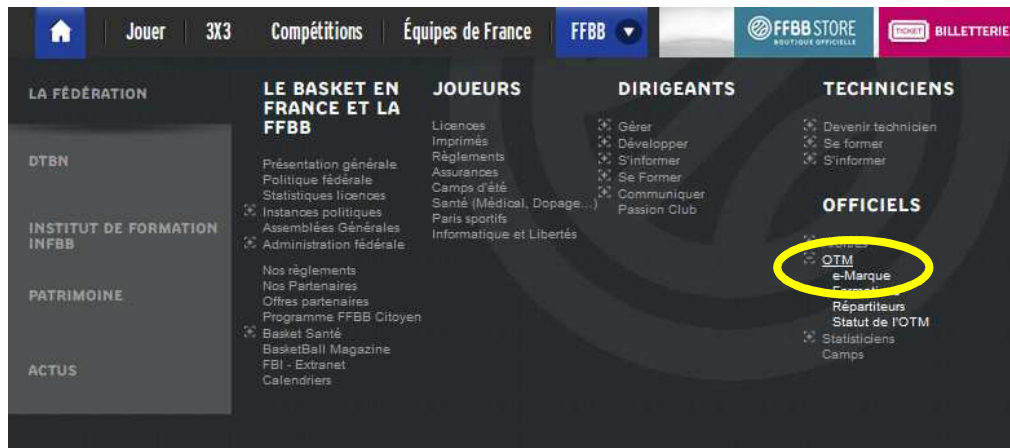 Jouer 3X3 Compétitions Équipes de France FFBB FFBBSTORE BOUTIQUE OFFICIELLE TICKET BILLETTERIE
LA FÉDÉRATION
DTBN
INSTITUT DE FORMATION
INFBB
PATRIMOINE
ACTUS
LE BASKET EN
FRANCE ET LA
FFBB
Présentation générale
Politique fédérale
Statistiques licences
Instances politiques
Assemblées Générales
Administration fédérale
Nos règlements
Nos Partenaires
Offres partenaires
Programme FFBB Citoyen
Basket Santé
BasketBall Magazine
FBI - Extranet
Calendriers
JOUEURS
Licences
Imprimés
Règlements
Assurances
Camps d'été
Santé (Médical, Dopage...)
Paris sportifs
Informatique et Libertés
DIRIGEANTS
Gérer
Développer
S'informer
Se Former
Communiquer
Passion Club
TECHNICIENS
Devenir technicien
Se former
S'informer
OFFICIELS
OTM
e-Marque
Répartiteurs
Statut de l'OTM
Statisticiens
Camps